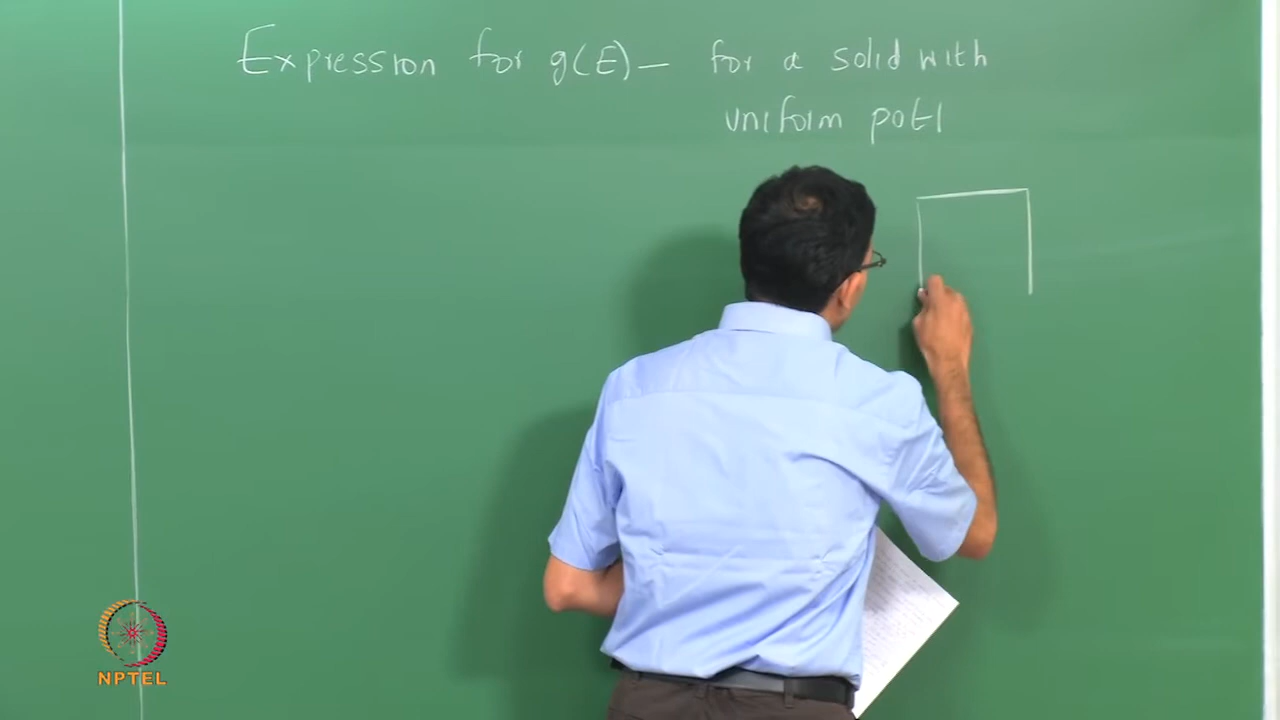 Expression for g(E) – for a solid with
uniform potl
NPTEL